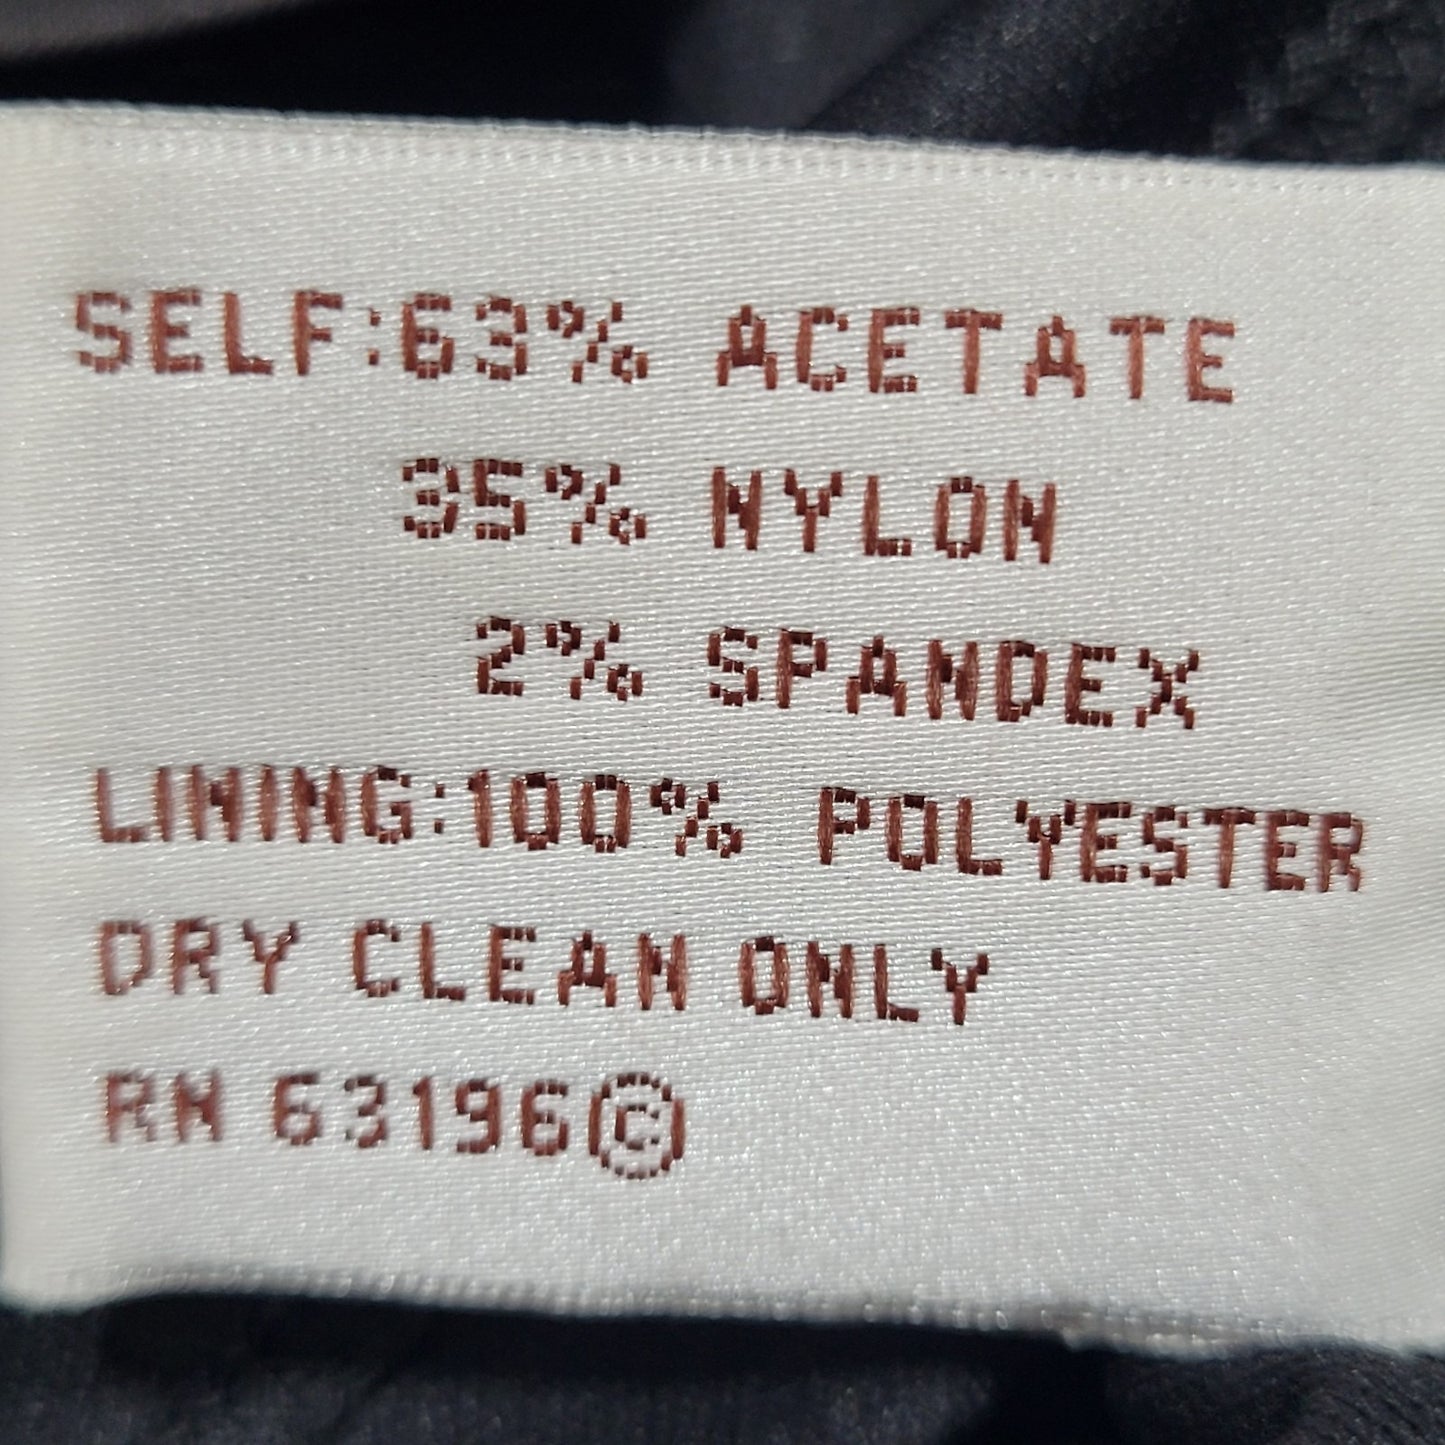 SELF:63% ACETATE
35% NYLON
2% SPANDEX
LINING:100% POLYESTER
DRY CLEAN ONLY
RN 63196©